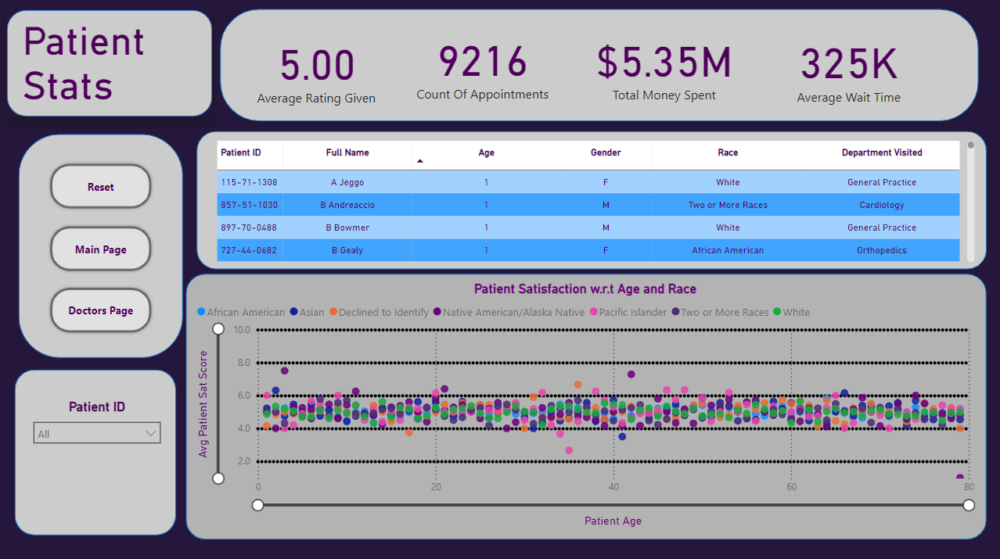 Patient
Stats
5.00
Average Rating Given
9216
Count Of Appointments
$5.35M
Total Money Spent
325K
Average Wait Time
Reset
Main Page
Doctors Page
Patient ID
All
Patient ID Full Name Age Gender Race Department Visited
115-71-1308 A Jeggo 1 F White General Practice
857-51-1030 B Andreaccio 1 M Two or More Races Cardiology
897-70-0488 B Bowmer 1 M White General Practice
727-44-0682 B Gealy 1 F African American Orthopedics
Patient Satisfaction w.r.t Age and Race
African American Asian Declined to Identify Native American/Alaska Native Pacific Islander Two or More Races White
Avg Patient Sat Score
10.0
8.0
6.0
4.0
2.0
0 20 40 60 80
Patient Age